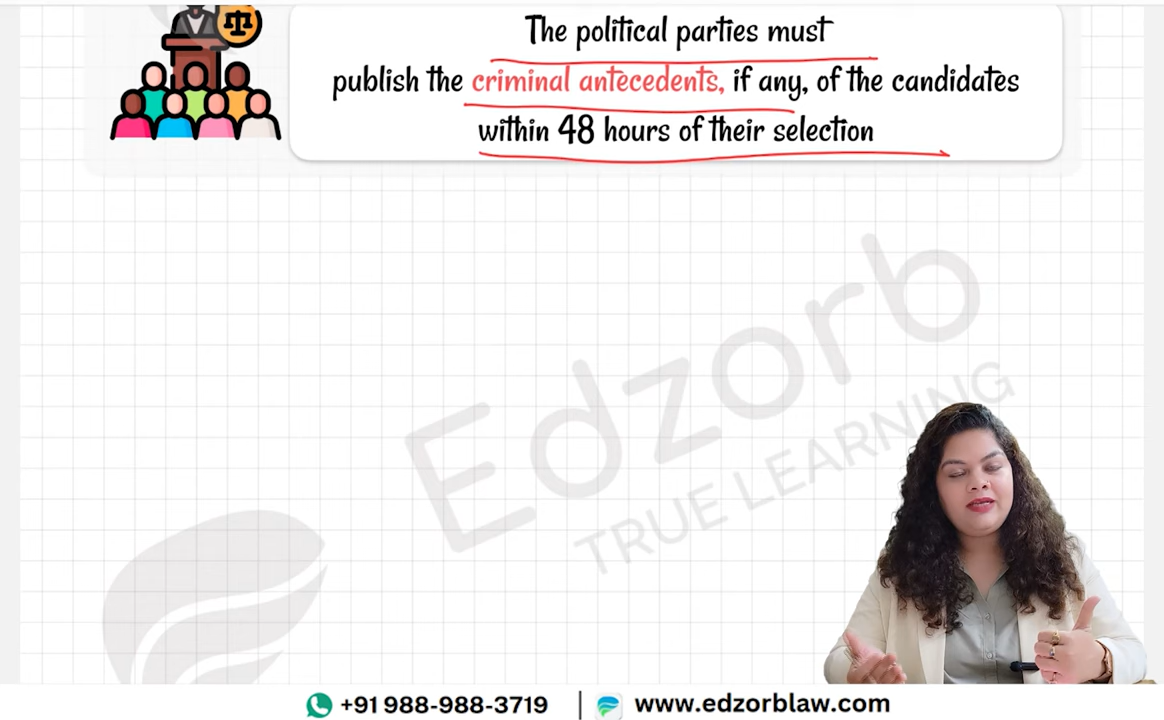 The political parties must
publish the criminal antecedents, if any, of the candidates
within 48 hours of their selection
Edzorb
TRUE LEARNING
+91 988-988-3719 | www.edzorblaw.com